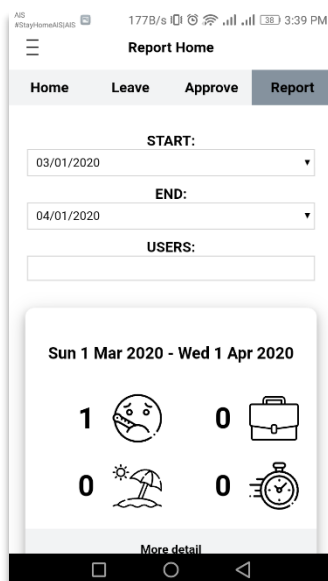 AIS
#StayHomeAIS|AIS
177B/s 38 3:39 PM
Report Home
Home Leave Approve Report
START:
03/01/2020
END:
04/01/2020
USERS:
Sun 1 Mar 2020 - Wed 1 Apr 2020
1 0
0 0
More detail